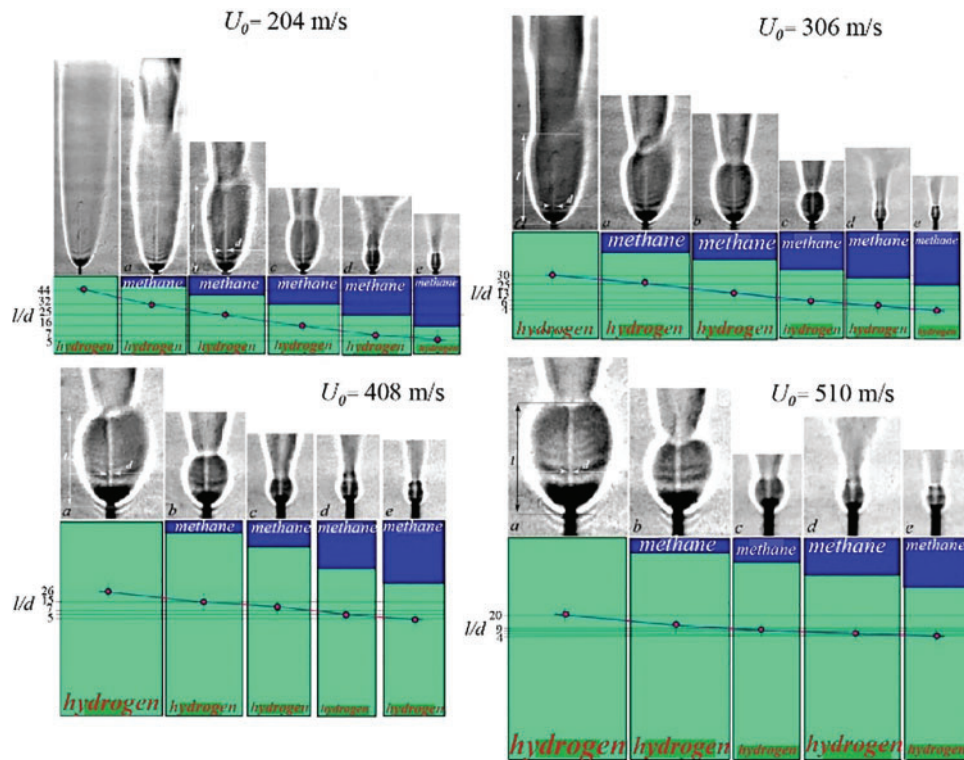 U₀= 204 m/s
a
b
c
d
e
l
d
methane
methane
methane
methane
methane
l/d
44
32
25
16
7
5
hydrogen
hydrogen
hydrogen
hydrogen
hydrogen
hydrogen
U₀= 306 m/s
l
d
a
b
c
d
e
methane
methane
methane
methane
methane
l/d
30
13
hydrogen
hydrogen
hydrogen
hydrogen
hydrogen
hydrogen
U₀= 408 m/s
l
d
a
b
c
d
e
methane
methane
methane
methane
l/d
26
15
7
5
hydrogen
hydrogen
hydrogen
hydrogen
hydrogen
U₀= 510 m/s
l
d
a
b
c
d
e
methane
methane
methane
methane
l/d
20
9
4
hydrogen
hydrogen
hydrogen
hydrogen
hydrogen